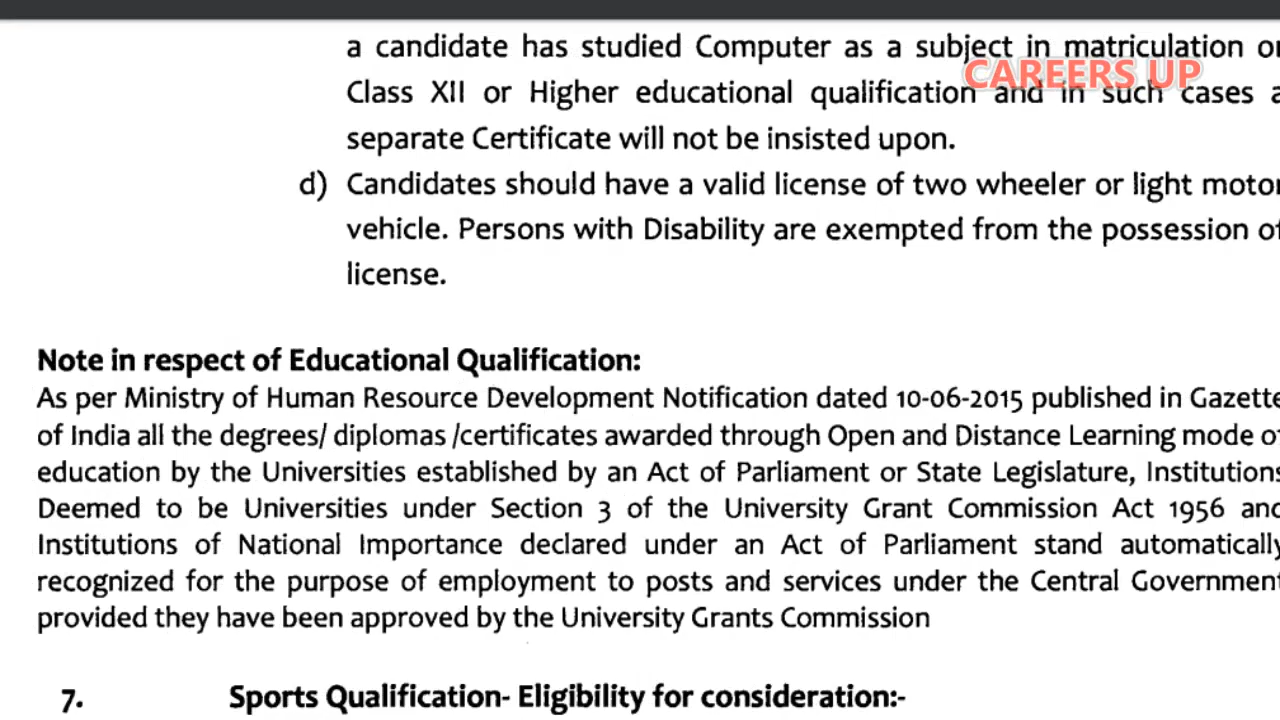 a candidate has studied Computer as a subject in matriculation or
CAREERS UP
Class XII or Higher educational qualification and in such cases a
separate Certificate will not be insisted upon.
d) Candidates should have a valid license of two wheeler or light motor
vehicle. Persons with Disability are exempted from the possession of
license.
Note in respect of Educational Qualification:
As per Ministry of Human Resource Development Notification dated 10-06-2015 published in Gazette
of India all the degrees/ diplomas /certificates awarded through Open and Distance Learning mode of
education by the Universities established by an Act of Parliament or State Legislature, Institutions
Deemed to be Universities under Section 3 of the University Grant Commission Act 1956 and
Institutions of National Importance declared under an Act of Parliament stand automatically
recognized for the purpose of employment to posts and services under the Central Government
provided they have been approved by the University Grants Commission
7. Sports Qualification- Eligibility for consideration:-